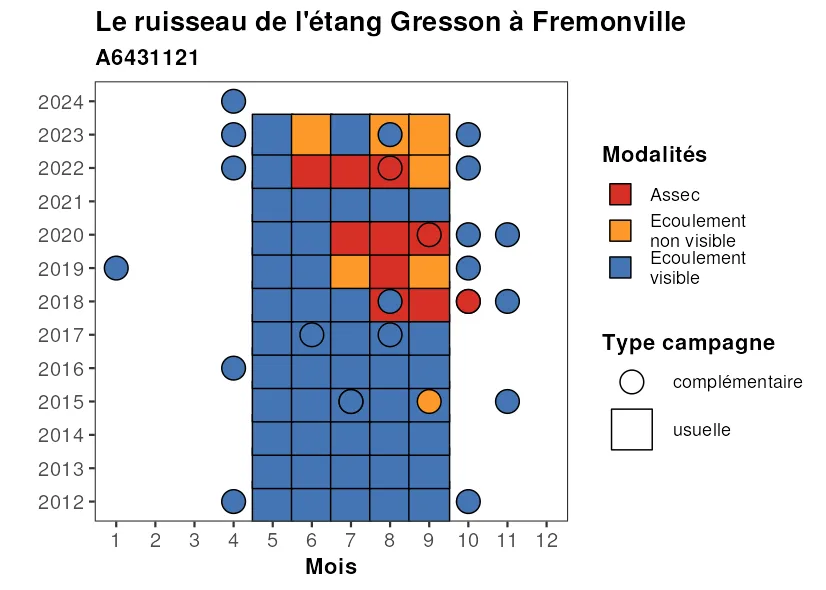 Le ruisseau de l'étang Gresson à Fremonville
A6431121
2024
2023
2022
2021
2020
2019
2018
2017
2016
2015
2014
2013
2012
1 2 3 4 5 6 7 8 9 10 11 12
Mois
Modalités
Assec
Ecoulement
non visible
Ecoulement
visible
Type campagne
complémentaire
usuelle